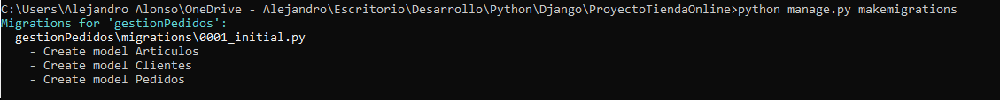 C:\Users\Alejandro Alonso\OneDrive - Alejandro\Escritorio\Desarrollo\Python\Django\ProyectoTiendaOnline>python manage.py makemigrations
Migrations for 'gestionPedidos':
  gestionPedidos\migrations\0001_initial.py
    - Create model Articulos
    - Create model Clientes
    - Create model Pedidos